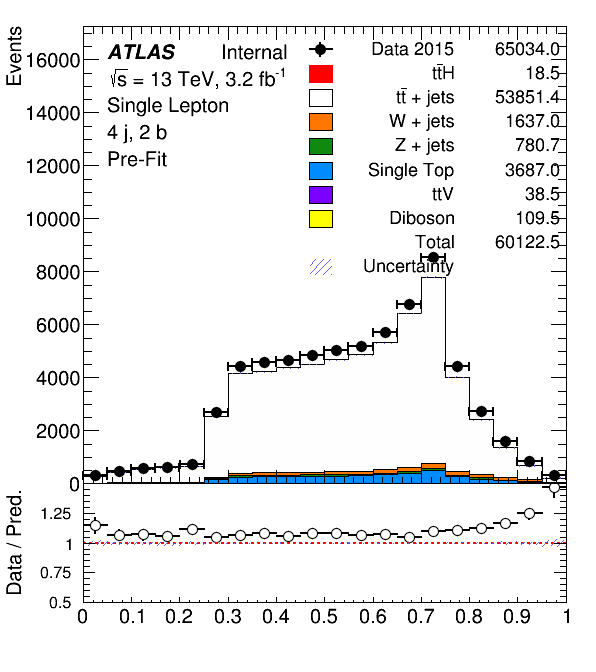 Events
16000
14000
12000
10000
8000
6000
4000
2000
0
ATLAS Internal
√s = 13 TeV, 3.2 fb⁻¹
Single Lepton
4 j, 2 b
Pre-Fit
Data 2015 65034.0
tt̄H 18.5
tt̄ + jets 53851.4
W + jets 1637.0
Z + jets 780.7
Single Top 3687.0
ttV 38.5
Diboson 109.5
Total 60122.5
Uncertainty
Data / Pred.
1.25
1
0.75
0.5
0 0.1 0.2 0.3 0.4 0.5 0.6 0.7 0.8 0.9 1